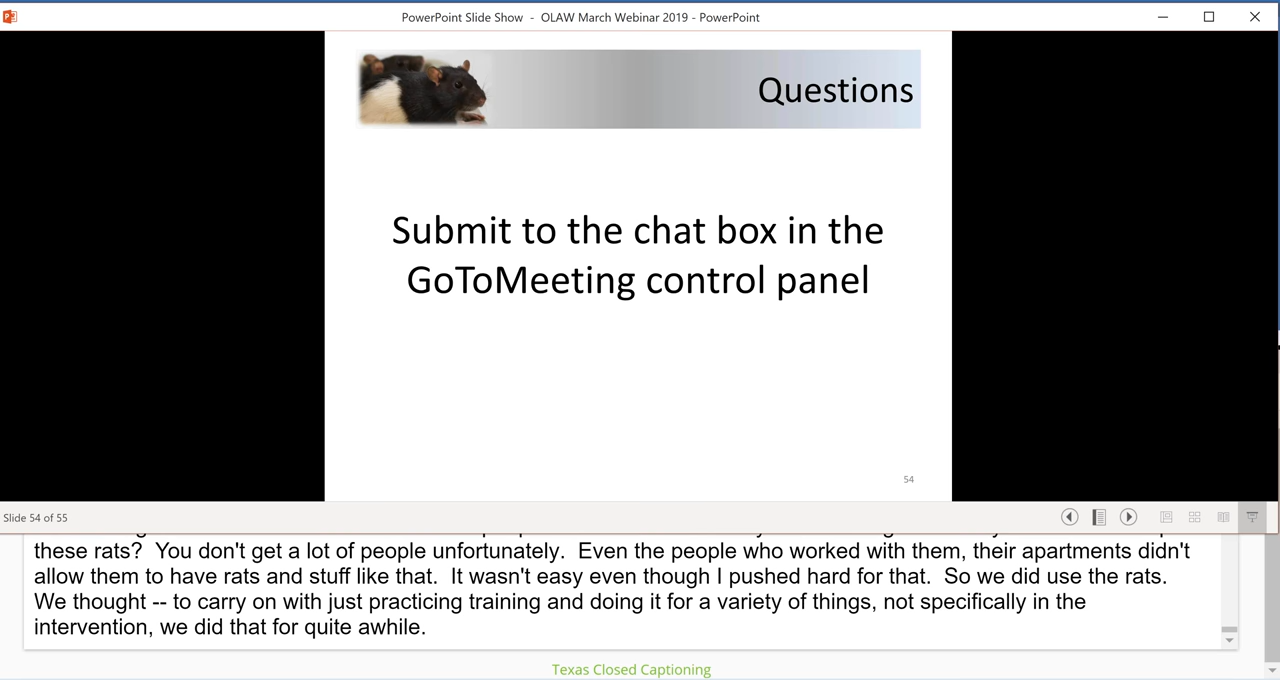 PowerPoint Slide Show - OLAW March Webinar 2019 - PowerPoint
Questions
Submit to the chat box in the
GoToMeeting control panel
54
Slide 54 of 55
these rats?  You don't get a lot of people unfortunately.  Even the people who worked with them, their apartments didn't
allow them to have rats and stuff like that.  It wasn't easy even though I pushed hard for that.  So we did use the rats.
We thought -- to carry on with just practicing training and doing it for a variety of things, not specifically in the
intervention, we did that for quite awhile.
Texas Closed Captioning